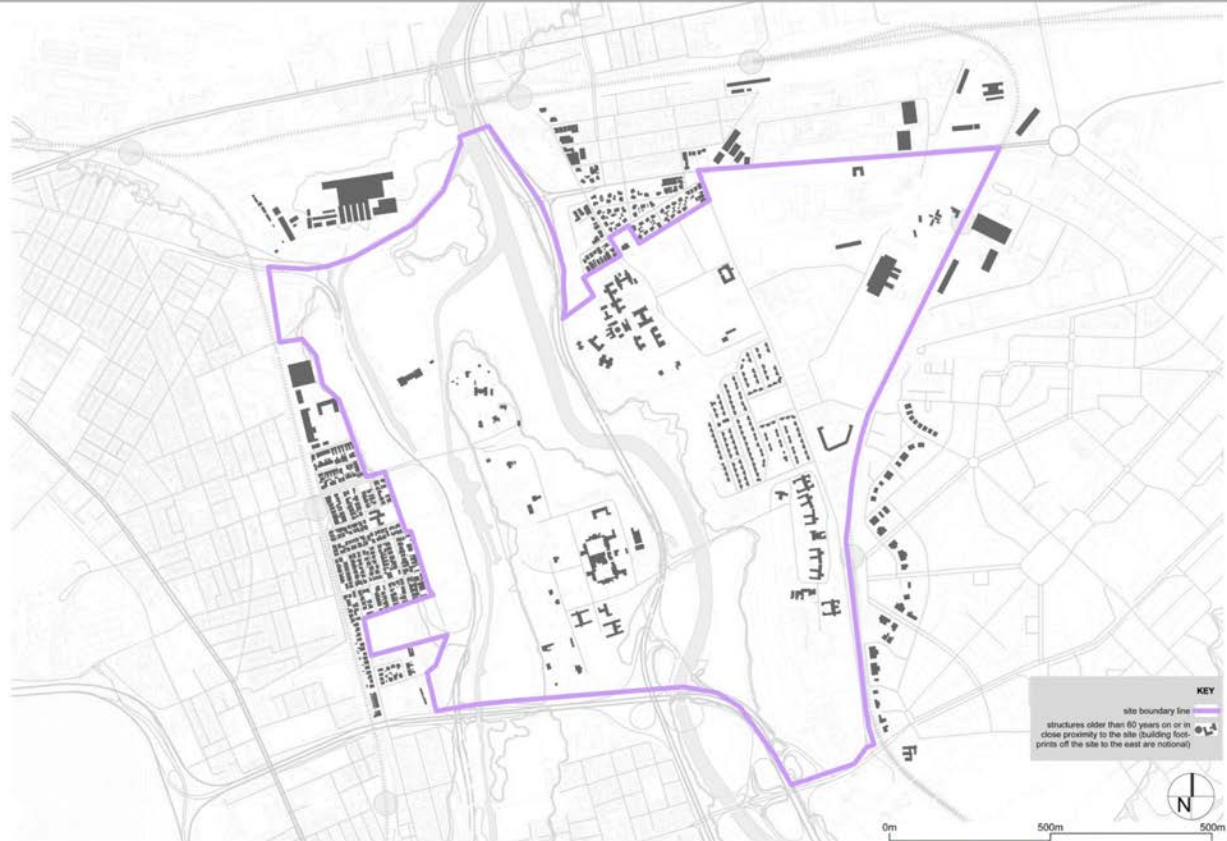 KEY
site boundary line
structures older than 60 years on or in
close proximity to the site (building foot-
prints off the site to the east are notional)
N
0m 500m 500m